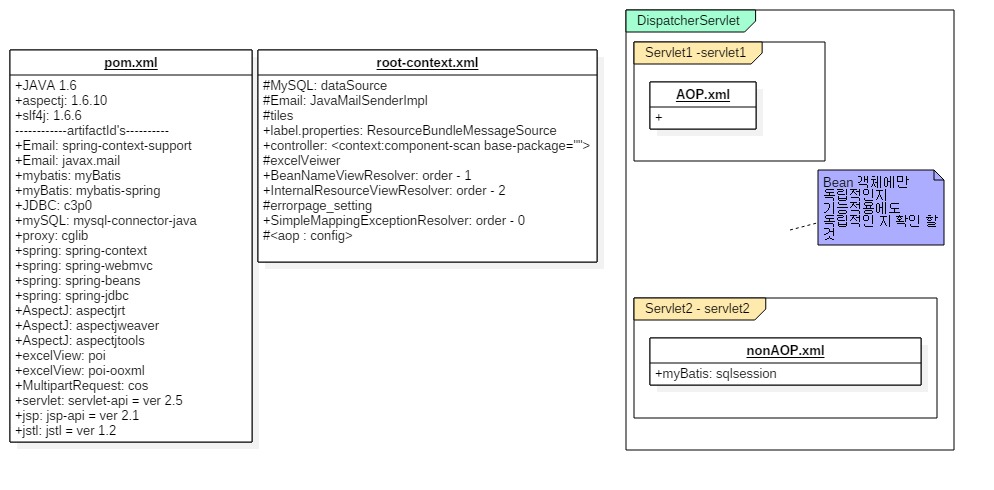 pom.xml
+JAVA 1.6
+aspectj: 1.6.10
+slf4j: 1.6.6
------------artifactId's----------
+Email: spring-context-support
+Email: javax.mail
+mybatis: myBatis
+myBatis: mybatis-spring
+JDBC: c3p0
+mySQL: mysql-connector-java
+proxy: cglib
+spring: spring-context
+spring: spring-webmvc
+spring: spring-beans
+spring: spring-jdbc
+AspectJ: aspectjrt
+AspectJ: aspectjweaver
+AspectJ: aspectjtools
+excelView: poi
+excelView: poi-ooxml
+MultipartRequest: cos
+servlet: servlet-api = ver 2.5
+jsp: jsp-api = ver 2.1
+jstl: jstl = ver 1.2
root-context.xml
#MySQL: dataSource
#Email: JavaMailSenderImpl
#tiles
+label.properties: ResourceBundleMessageSource
+controller: <context:component-scan base-package="">
#excelVeiwer
+BeanNameViewResolver: order - 1
+InternalResourceViewResolver: order - 2
#errorpage_setting
+SimpleMappingExceptionResolver: order - 0
#<aop : config>
DispatcherServlet
Servlet1 -servlet1
AOP.xml
+
Bean 객체에만
독립적인지
기능적용에도
독립적인 지 확인 할
것
Servlet2 - servlet2
nonAOP.xml
+myBatis: sqlsession